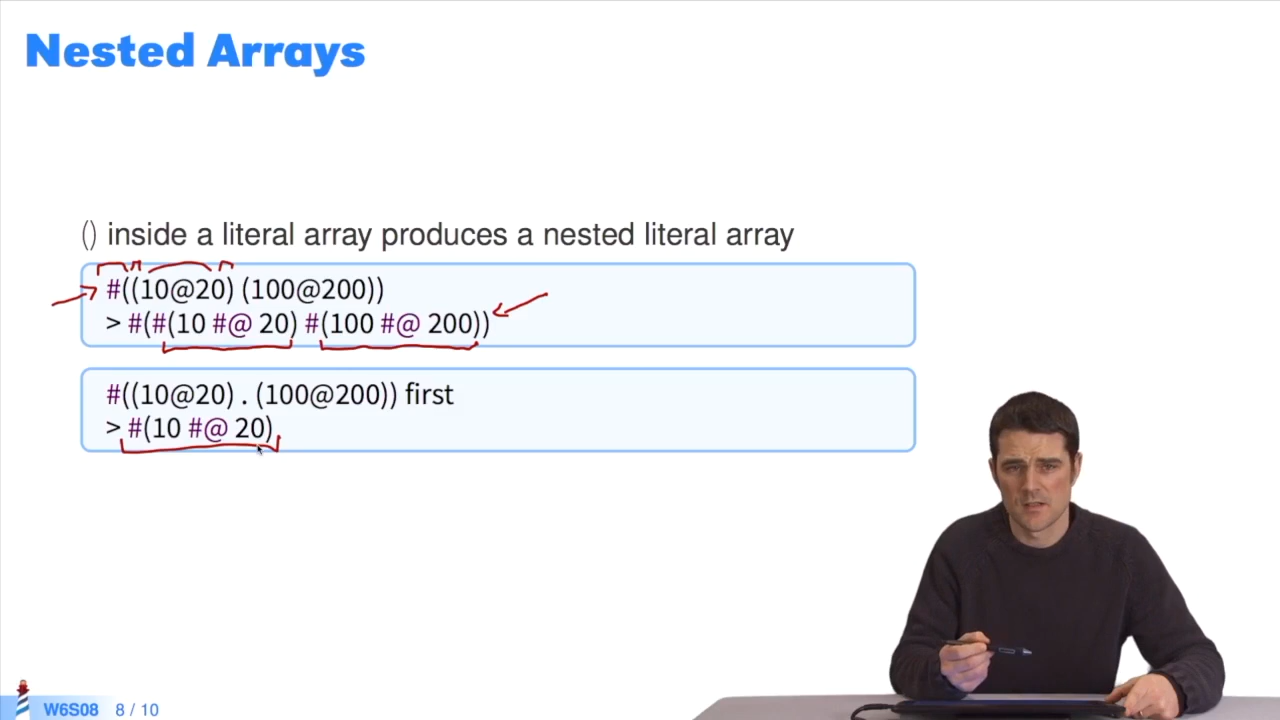 Nested Arrays
() inside a literal array produces a nested literal array
#((10@20) (100@200))
> #(#(10 #@ 20) #(100 #@ 200))
#((10@20) . (100@200)) first
> #(10 #@ 20)
W6S08 8 / 10